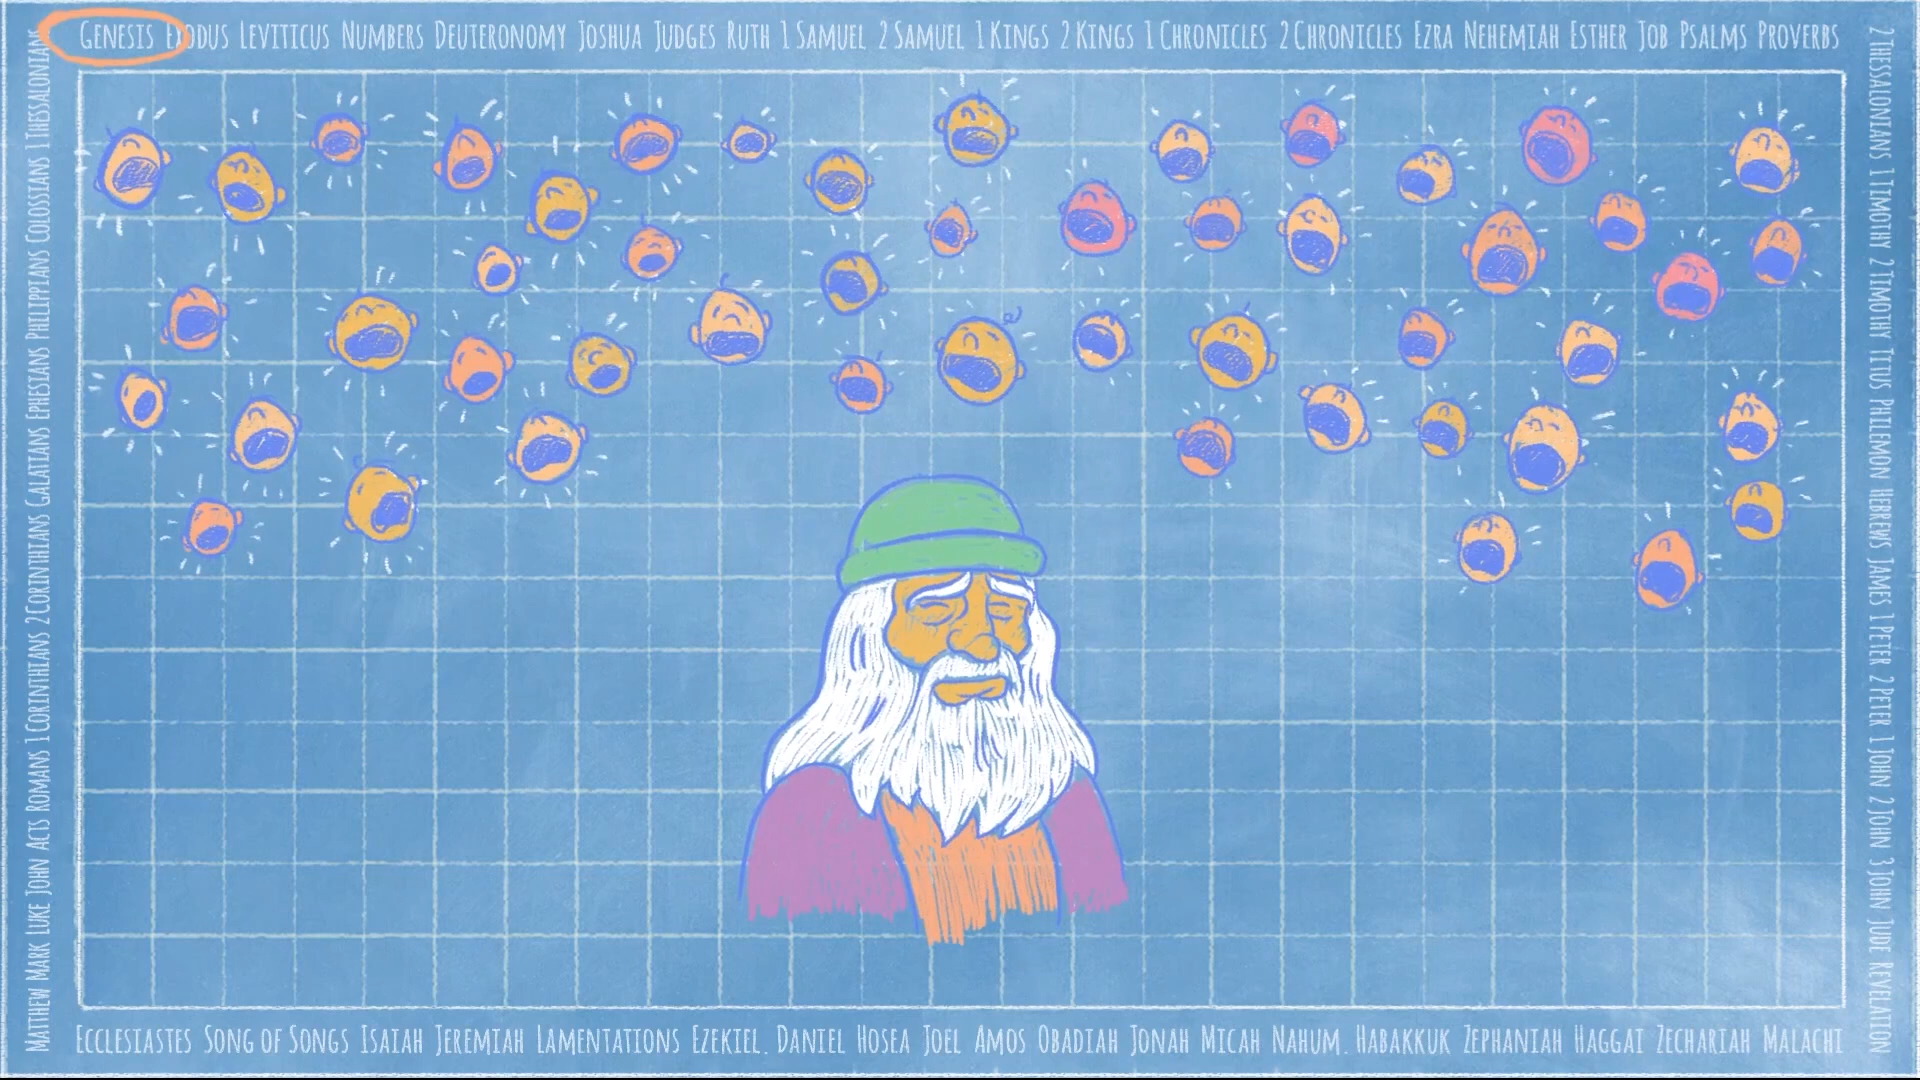 Genesis Exodus Leviticus Numbers Deuteronomy Joshua Judges Ruth 1 Samuel 2 Samuel 1 Kings 2 Kings 1 Chronicles 2 Chronicles Ezra Nehemiah Esther Job Psalms Proverbs
Ecclesiastes Song of Songs Isaiah Jeremiah Lamentations Ezekiel. Daniel Hosea Joel Amos Obadiah Jonah Micah Nahum. Habakkuk Zephaniah Haggai Zechariah Malachi
Matthew Mark Luke John Acts Romans 1 Corinthians 2 Corinthians Galatians Ephesians Philippians Colossians 1 Thessalonians
2 Thessalonians 1 Timothy 2 Timothy Titus Philemon Hebrews James 1 Peter 2 Peter 1 John 2 John 3 John Jude Revelation